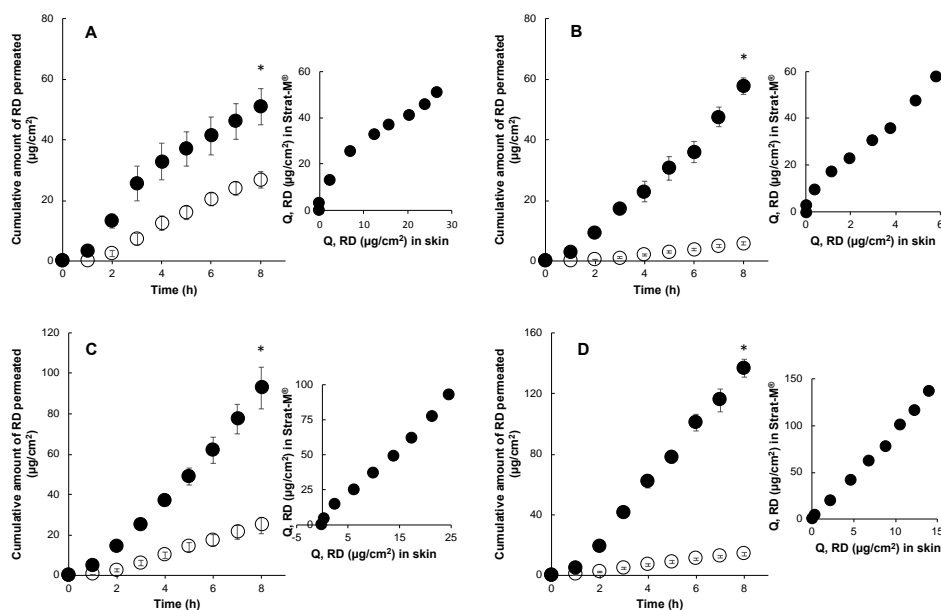 A
Cumulative amount of RD permeated
(µg/cm²)
60
40
20
0
0 2 4 6 8
Time (h)
*
Q, RD (µg/cm²) in Strat-M®
60
40
20
0
0 10 20 30
Q, RD (µg/cm²) in skin
B
Cumulative amount of RD permeated
(µg/cm²)
80
60
40
20
0
0 2 4 6 8
Time (h)
*
Q, RD (µg/cm²) in Strat-M®
60
40
20
0
0 2 4 6
Q, RD (µg/cm²) in skin
C
Cumulative amount of RD permeated
(µg/cm²)
120
100
80
60
40
20
0
0 2 4 6 8
Time (h)
*
Q, RD (µg/cm²) in Strat-M®
100
75
50
25
0
-5 5 15 25
Q, RD (µg/cm²) in skin
D
Cumulative amount of RD permeated
(µg/cm²)
160
120
80
40
0
0 2 4 6 8
Time (h)
*
Q, RD (µg/cm²) in Strat-M®
150
100
50
0
0 5 10 15
Q, RD (µg/cm²) in skin